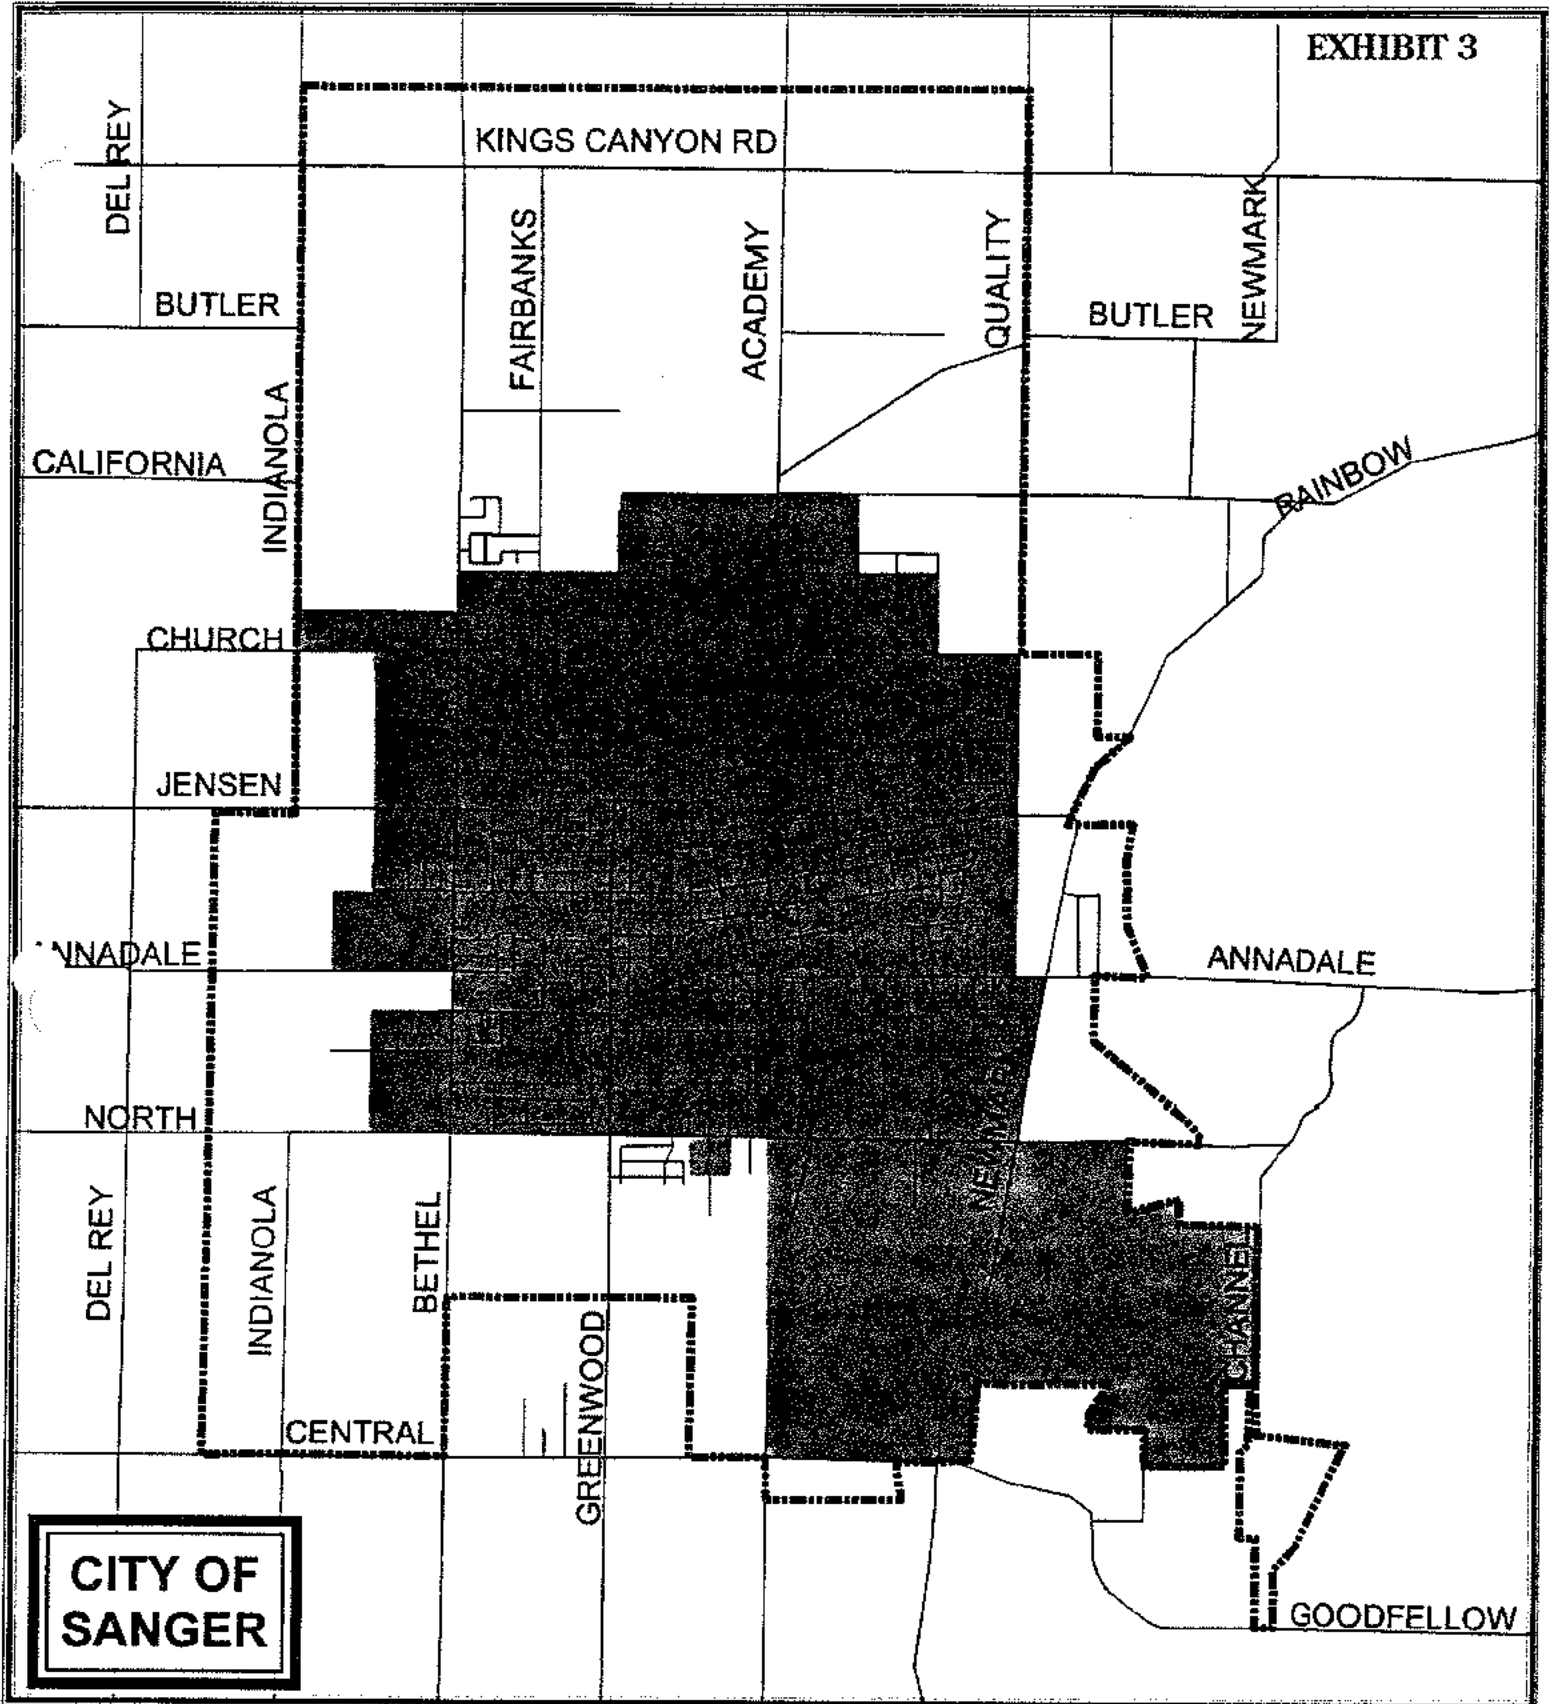 EXHIBIT 3
KINGS CANYON RD
DEL REY
FAIRBANKS
ACADEMY
QUALITY
NEWMARK
BUTLER
BUTLER
INDIANOLA
CALIFORNIA
RAINBOW
CHURCH
JENSEN
NNADALE
ANNADALE
NORTH
NEWMARK
DEL REY
INDIANOLA
BETHEL
GREENWOOD
CHANNEL
CENTRAL
CITY OF
SANGER
GOODFELLOW